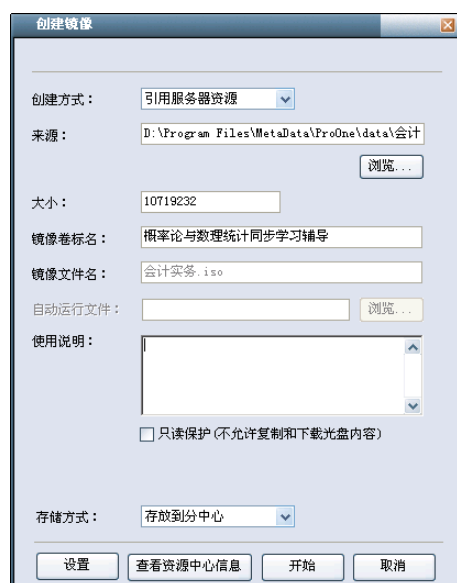 创建镜像
创建方式： 引用服务器资源
来源： D:\Program Files\MetaData\ProOne\data\会计
浏览...
大小： 10719232
镜像卷标名： 概率论与数理统计同步学习辅导
镜像文件名： 会计实务.iso
自动运行文件： 浏览...
使用说明：
只读保护(不允许复制和下载光盘内容)
存储方式： 存放到分中心
设置 查看资源中心信息 开始 取消